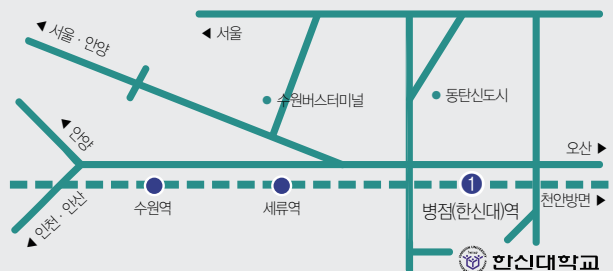 ◀ 서울 · 안양
◀ 서울
수원버스터미널
동탄신도시
◀ 안양
오산 ▶
1
수원역
세류역
병점(한신대)역
천안방면 ▶
◀ 인천 · 안산
한신대학교